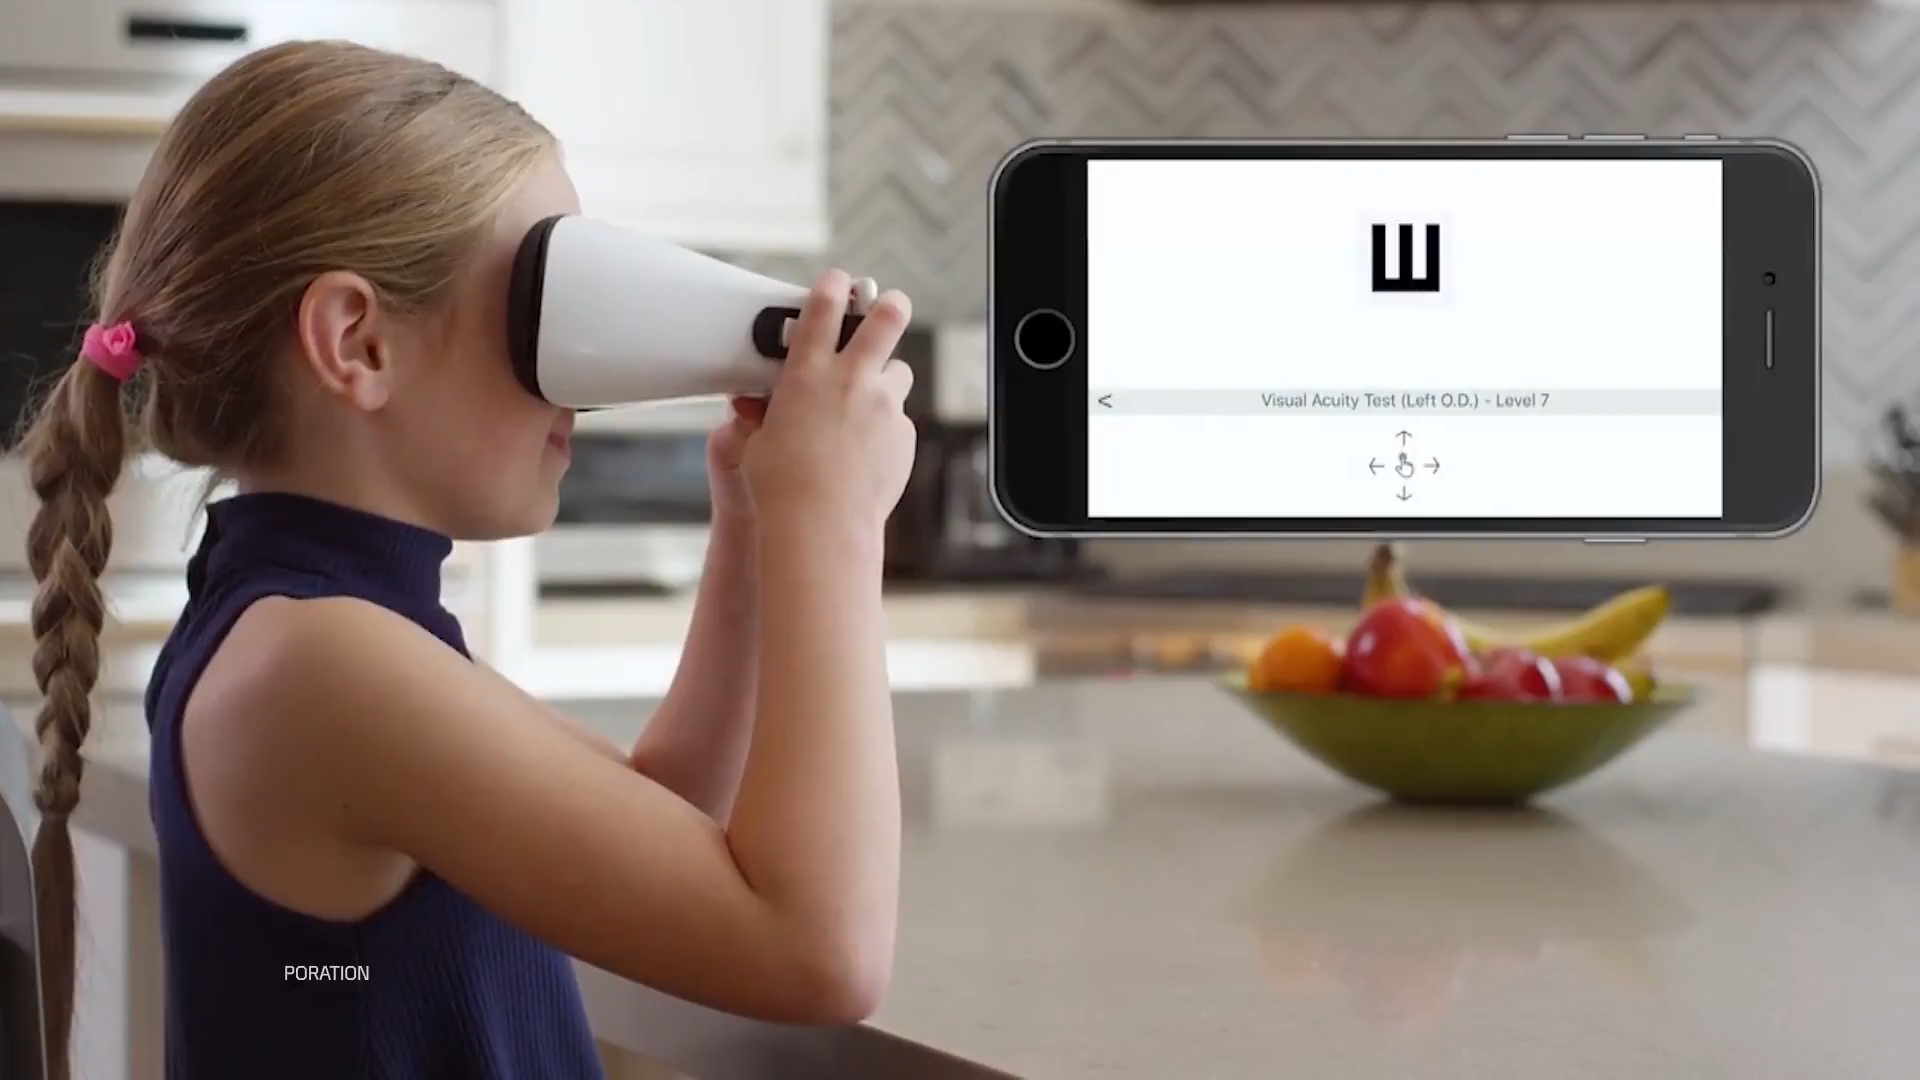 Ш
< Visual Acuity Test (Left O.D.) - Level 7
PORATION